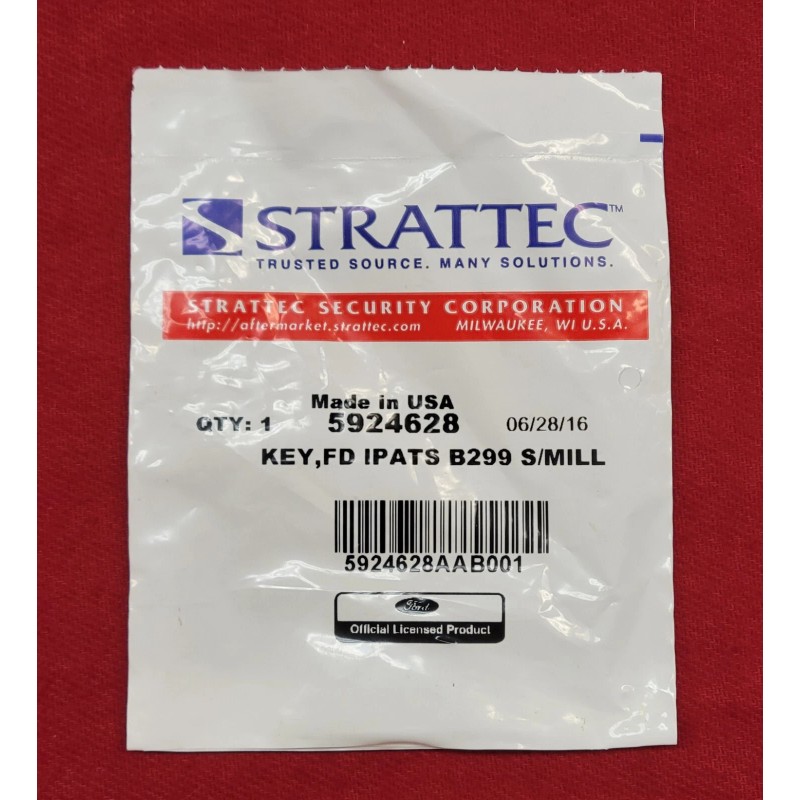 STRATTEC™
TRUSTED SOURCE. MANY SOLUTIONS.
STRATTEC SECURITY CORPORATION
http://aftermarket.strattec.com MILWAUKEE, WI U.S.A.
Made in USA
QTY: 1 5924628 06/28/16
KEY,FD IPATS B299 S/MILL
5924628AAB001
Ford
Official Licensed Product